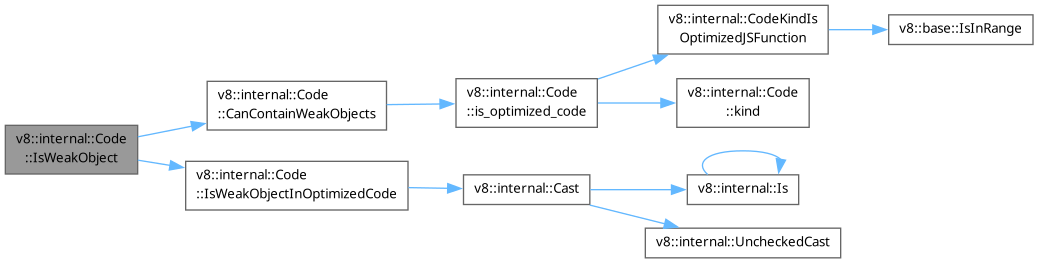 v8::internal::Code
::IsWeakObject
v8::internal::Code
::CanContainWeakObjects
v8::internal::Code
::is_optimized_code
v8::internal::CodeKindIs
OptimizedJSFunction
v8::base::IsInRange
v8::internal::Code
::kind
v8::internal::Code
::IsWeakObjectInOptimizedCode
v8::internal::Cast
v8::internal::Is
v8::internal::UncheckedCast